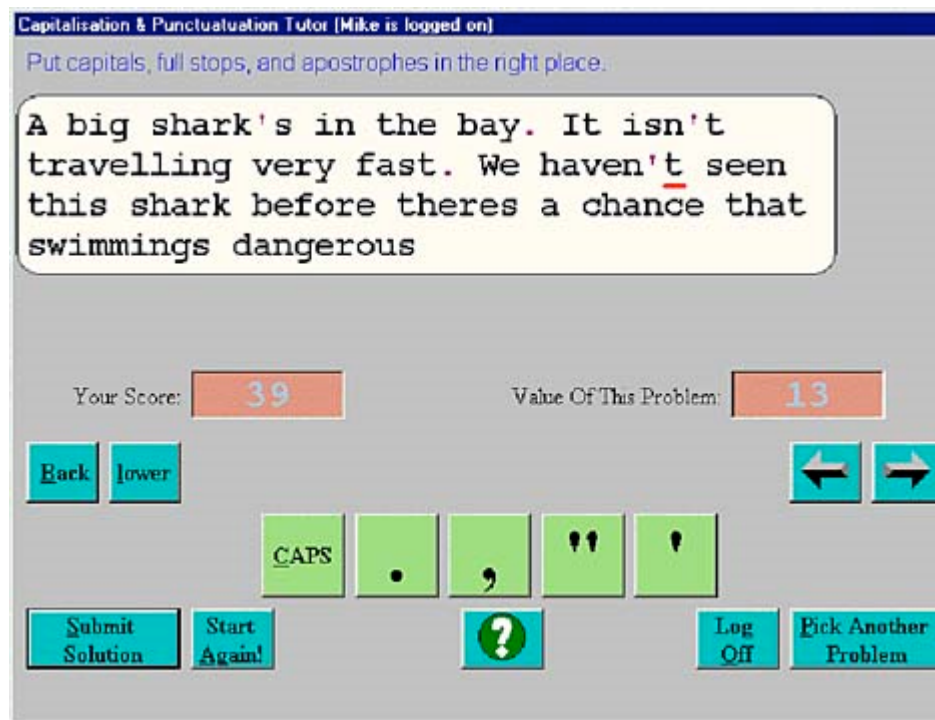 Capitalisation & Punctuatuation Tutor (Mike is logged on)
Put capitals, full stops, and apostrophes in the right place.
A big shark's in the bay. It isn't
travelling very fast. We haven't seen
this shark before theres a chance that
swimmings dangerous
Your Score: 39 Value Of This Problem: 13
Back lower
CAPS . , " '
Submit Solution Start Again! ? Log Off Pick Another Problem